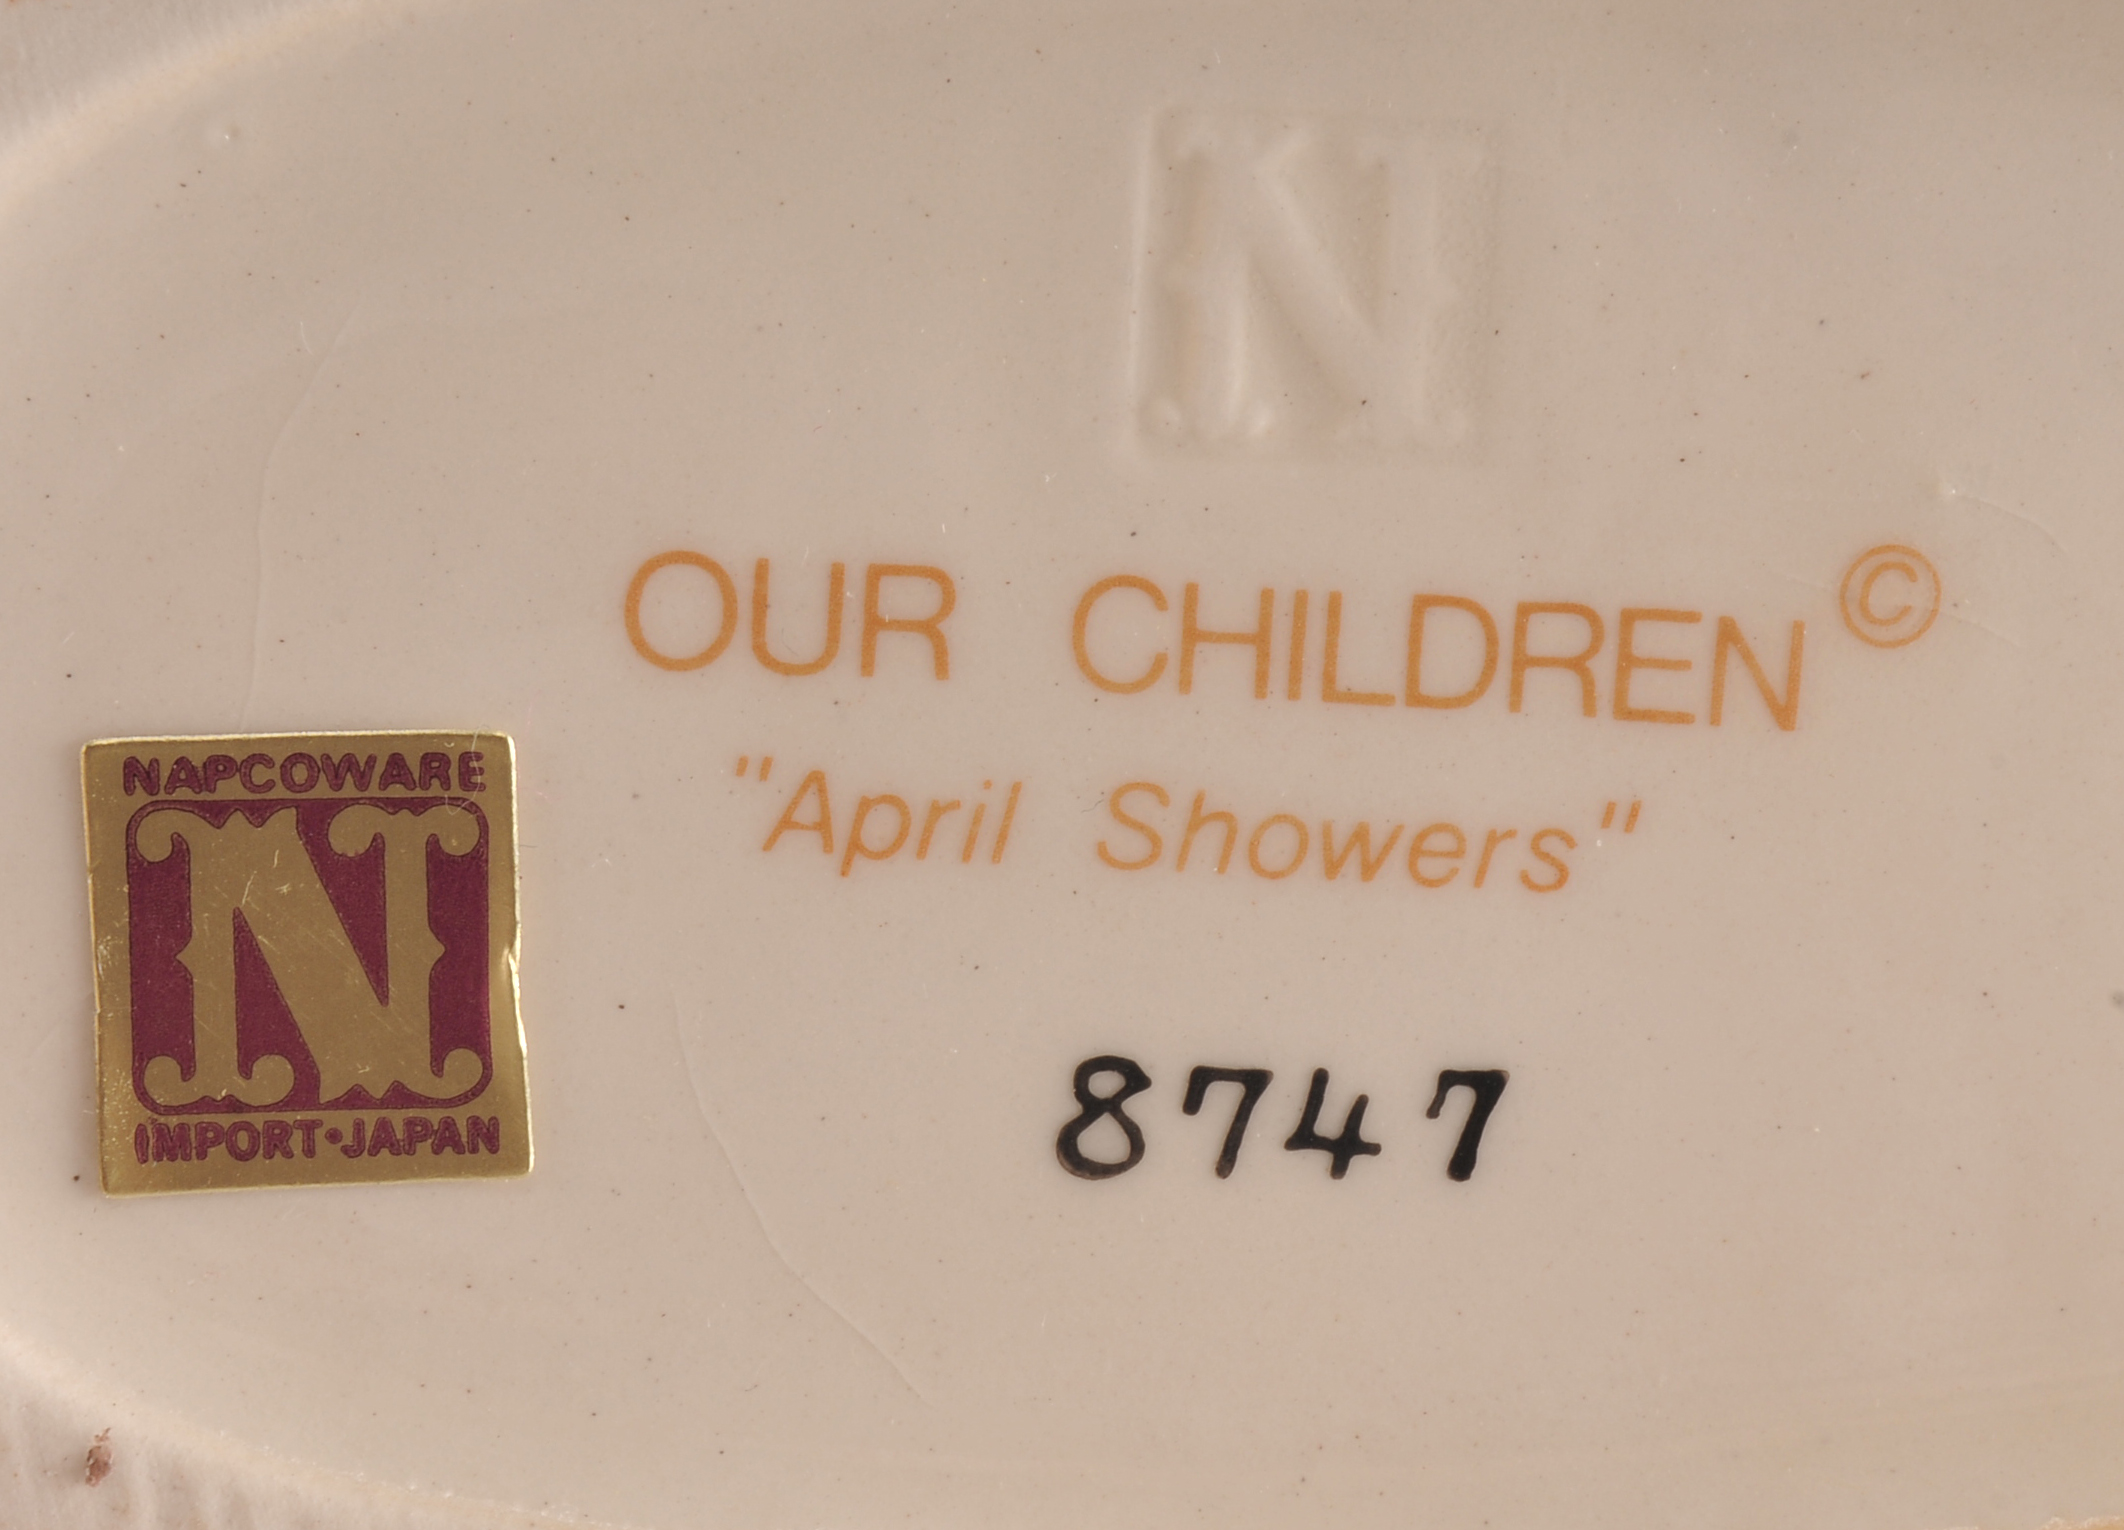 N
OUR CHILDREN©
"April Showers"
8747
NAPCOWARE
N
IMPORT•JAPAN